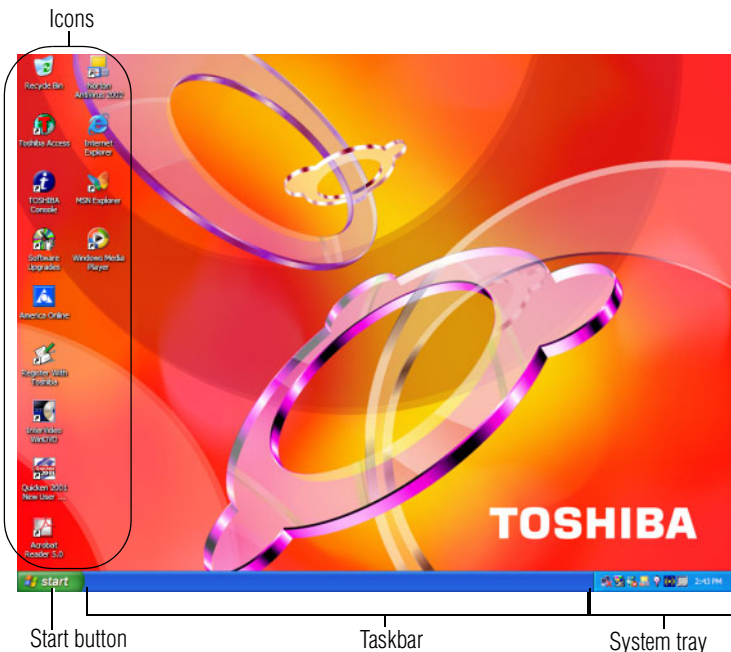 Icons
Recycle Bin
Norton
Antivirus 2002
Toshiba Access
Internet
Explorer
TOSHIBA
Console
MSN Explorer
Software
Upgrades
Windows Media
Player
America Online
Register With
Toshiba
InterVideo
WinDVD
Quicken 2001
New User ...
Acrobat
Reader 5.0
TOSHIBA
start
2:43 PM
Start button
Taskbar
System tray